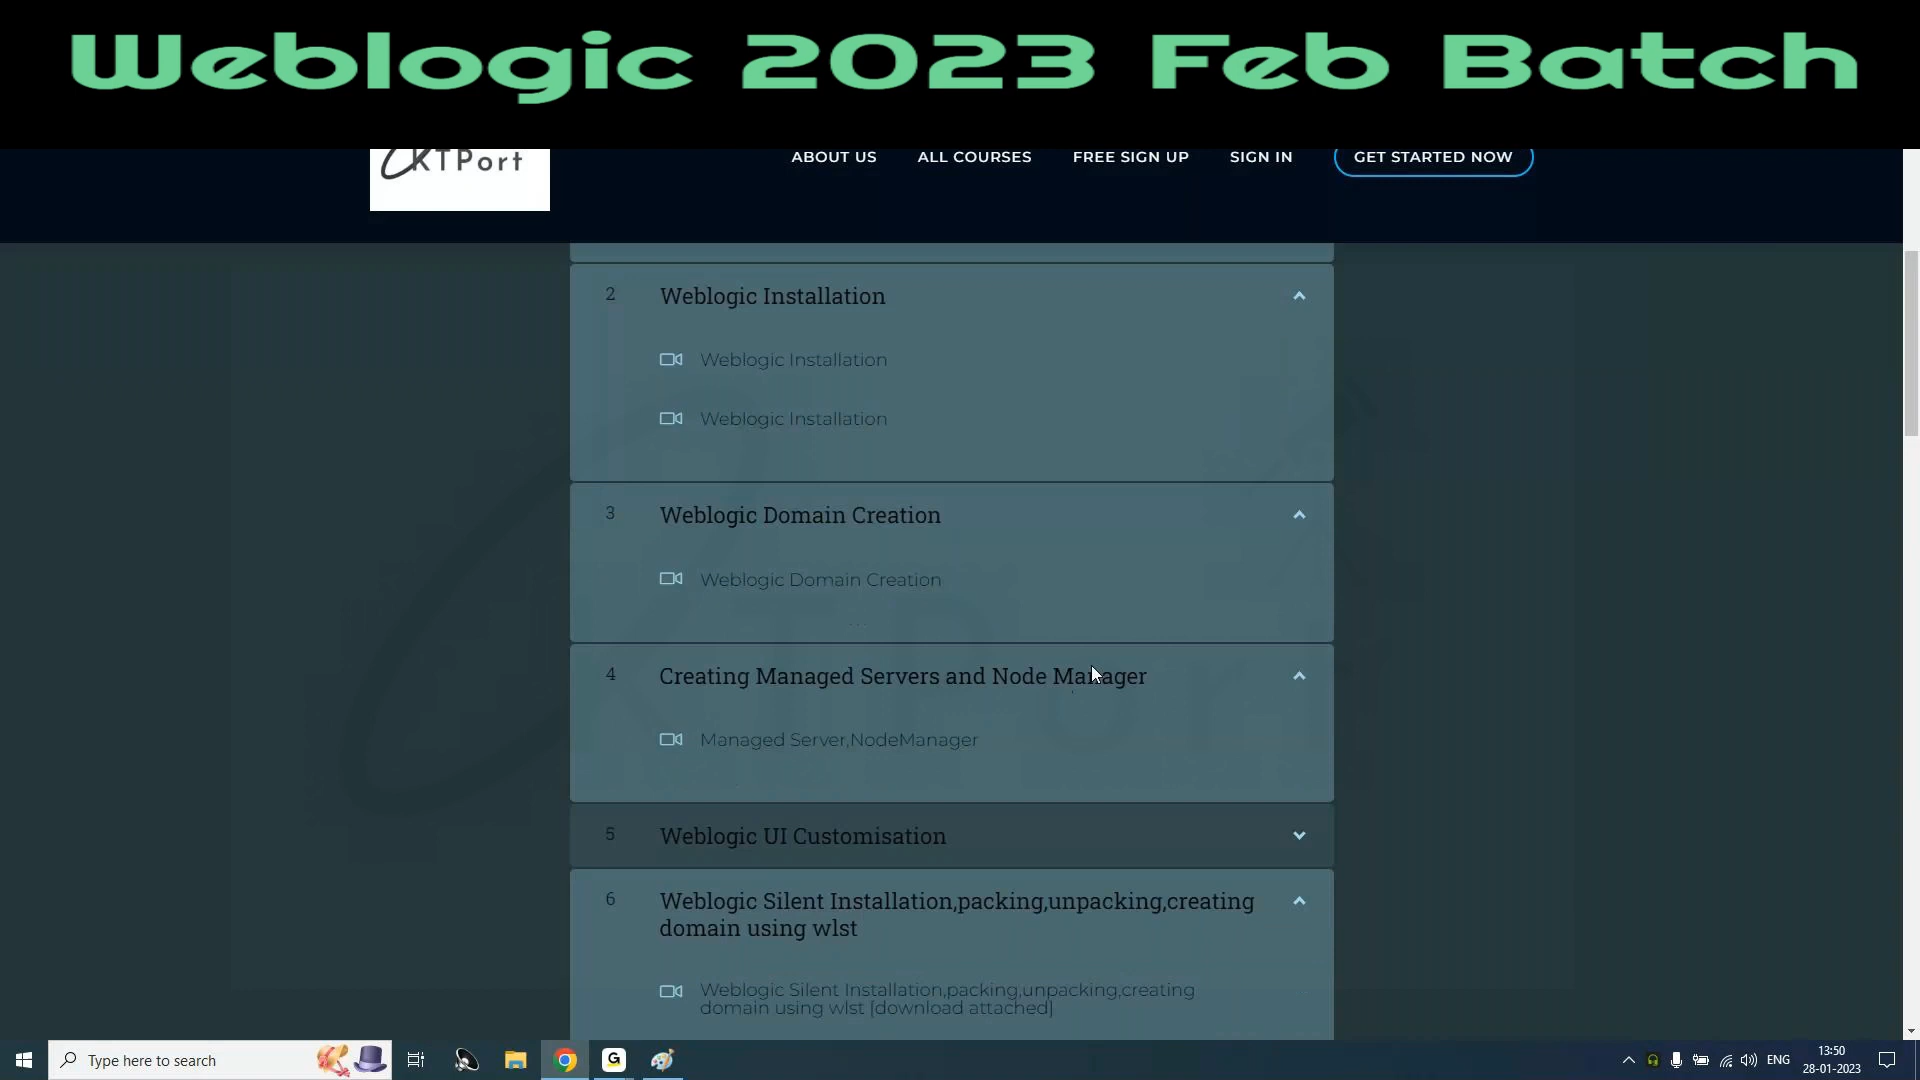 Weblogic 2023 Feb Batch
KTPort
ABOUT US
ALL COURSES
FREE SIGN UP
SIGN IN
GET STARTED NOW
2 Weblogic Installation
Weblogic Installation
Weblogic Installation
3 Weblogic Domain Creation
Weblogic Domain Creation
4 Creating Managed Servers and Node Manager
Managed Server,NodeManager
5 Weblogic UI Customisation
6 Weblogic Silent Installation,packing,unpacking,creating
domain using wlst
Weblogic Silent Installation,packing,unpacking,creating
domain using wlst [download attached]
Type here to search
G
ENG
13:50
28-01-2023